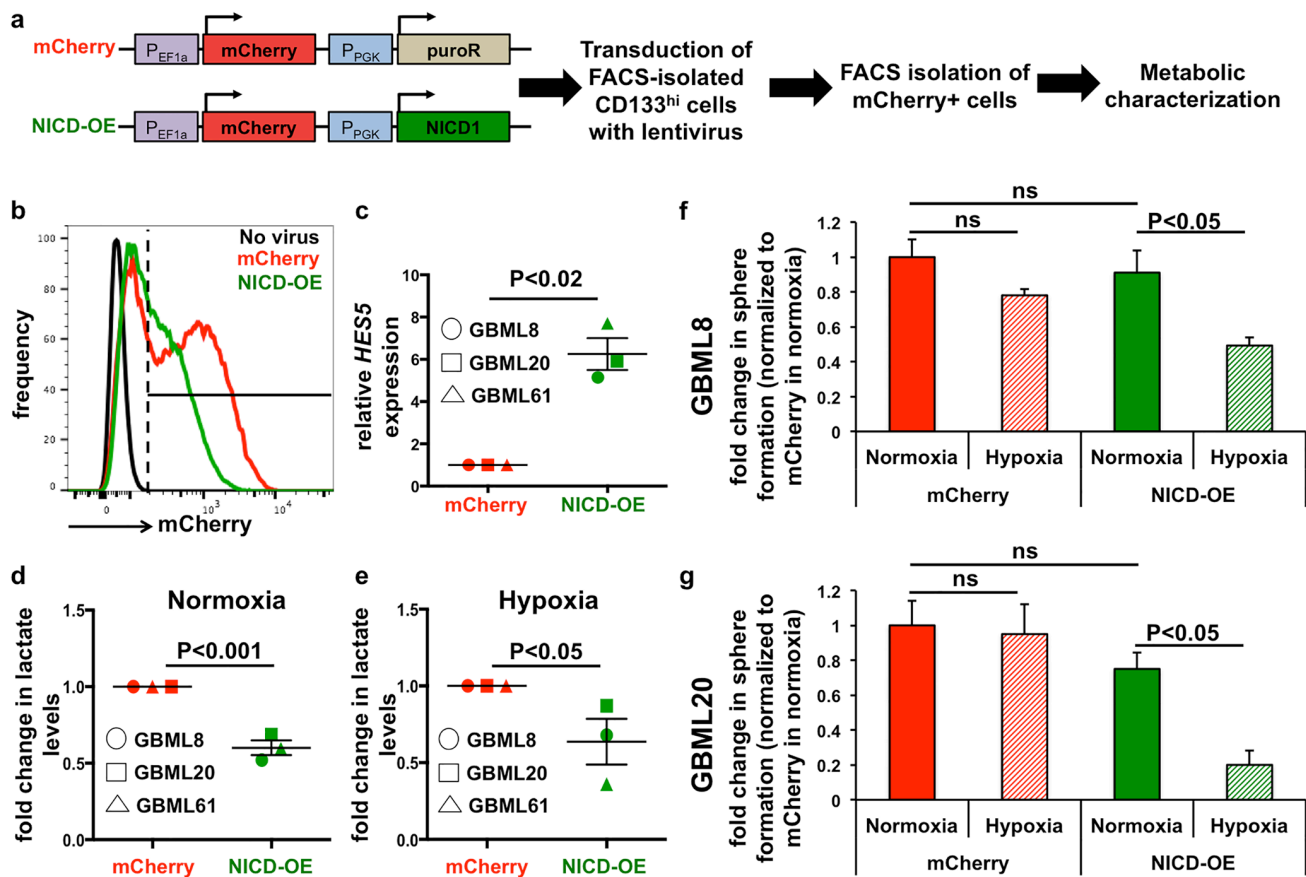 a
mCherry
P_EF1a
mCherry
P_PGK
puroR
NICD-OE
P_EF1a
mCherry
P_PGK
NICD1
Transduction of
FACS-isolated
CD133^hi cells
with lentivirus
FACS isolation of
mCherry+ cells
Metabolic
characterization
b
No virus
mCherry
NICD-OE
frequency
100
80
60
40
20
0
0
10^3
10^4
mCherry
c
relative HES5
expression
P<0.02
GBML8
GBML20
GBML61
10
8
6
4
2
0
mCherry
NICD-OE
d
Normoxia
fold change in lactate
levels
P<0.001
GBML8
GBML20
GBML61
1.5
1.0
0.5
0.0
mCherry
NICD-OE
e
Hypoxia
fold change in lactate
levels
P<0.05
GBML8
GBML20
GBML61
1.5
1.0
0.5
0.0
mCherry
NICD-OE
f
GBML8
fold change in sphere
formation (normalized to
mCherry in normoxia)
ns
ns
P<0.05
1.2
1
0.8
0.6
0.4
0.2
0
Normoxia
Hypoxia
Normoxia
Hypoxia
mCherry
NICD-OE
g
GBML20
fold change in sphere
formation (normalized to
mCherry in normoxia)
ns
ns
P<0.05
1.2
1
0.8
0.6
0.4
0.2
0
Normoxia
Hypoxia
Normoxia
Hypoxia
mCherry
NICD-OE